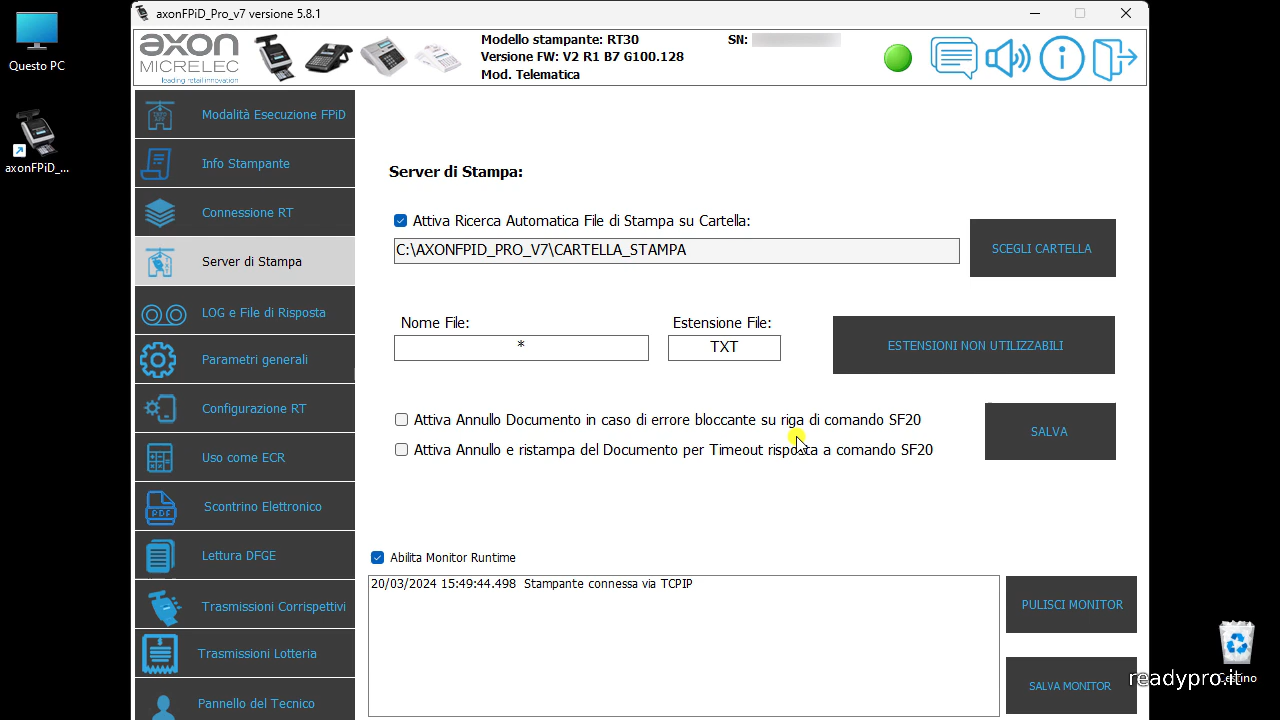 axonFPiD_Pro_v7 versione 5.8.1
Questo PC
axonFPiD_...
axon
MICRELEC
leading retail innovation
Modello stampante: RT30
Versione FW: V2 R1 B7 G100.128
Mod. Telematica
SN:
Modalità Esecuzione FPiD
Info Stampante
Connessione RT
Server di Stampa
LOG e File di Risposta
Parametri generali
Configurazione RT
Uso come ECR
Scontrino Elettronico
PDF
Lettura DFGE
Trasmissioni Corrispettivi
Trasmissioni Lotteria
Pannello del Tecnico
Server di Stampa:
Attiva Ricerca Automatica File di Stampa su Cartella:
C:\AXONFPID_PRO_V7\CARTELLA_STAMPA
SCEGLI CARTELLA
Nome File:
Estensione File:
*
TXT
ESTENSIONI NON UTILIZZABILI
Attiva Annullo Documento in caso di errore bloccante su riga di comando SF20
Attiva Annullo e ristampa del Documento per Timeout risposta a comando SF20
SALVA
Abilita Monitor Runtime
20/03/2024 15:49:44.498 Stampante connessa via TCPIP
PULISCI MONITOR
SALVA MONITOR
Cestino
readypro.it